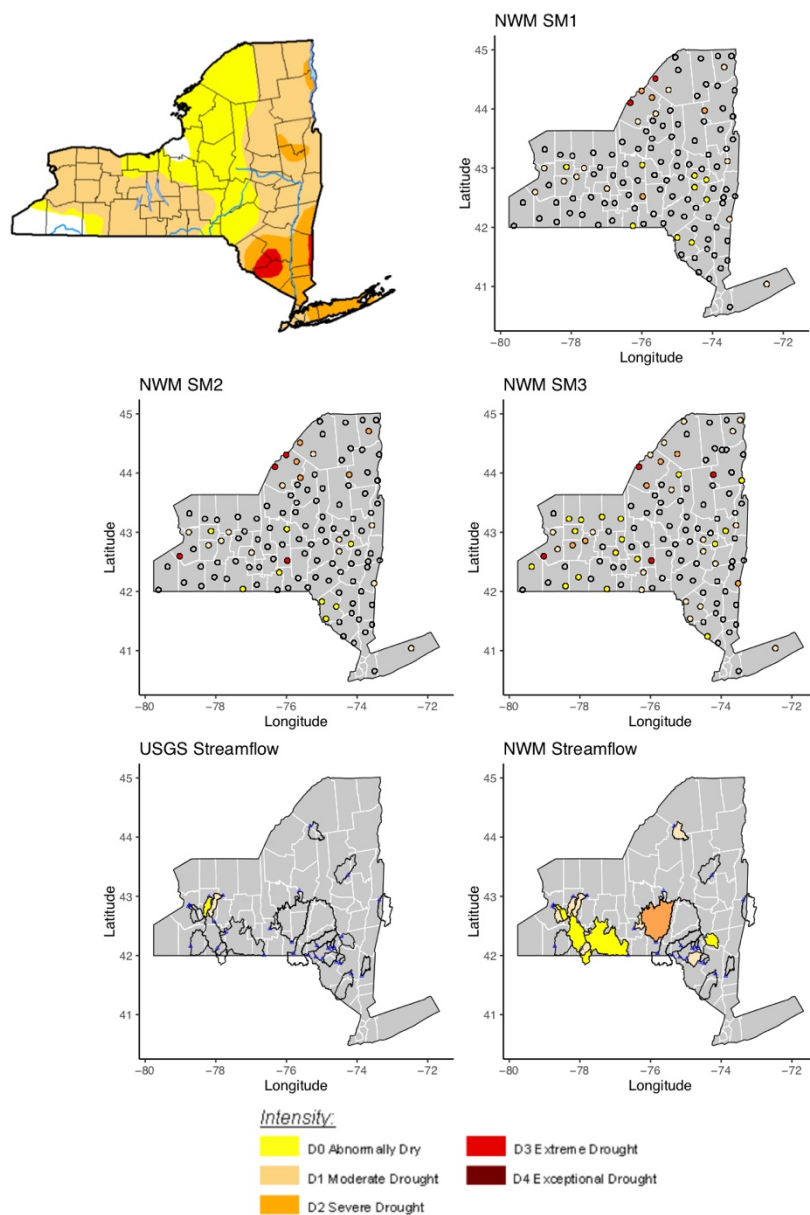 NWM SM1
45
44
43
42
41
Latitude
−80
−78
−76
−74
−72
Longitude
NWM SM2
45
44
43
42
41
Latitude
−80
−78
−76
−74
−72
Longitude
NWM SM3
45
44
43
42
41
Latitude
−80
−78
−76
−74
−72
Longitude
USGS Streamflow
45
44
43
42
41
Latitude
−80
−78
−76
−74
−72
Longitude
NWM Streamflow
45
44
43
42
41
Latitude
−80
−78
−76
−74
−72
Longitude
Intensity:
D0 Abnormally Dry
D1 Moderate Drought
D2 Severe Drought
D3 Extreme Drought
D4 Exceptional Drought